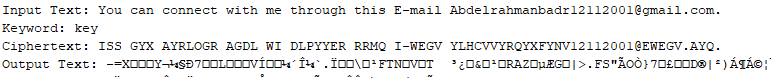 Input Text: You can connect with me through this E-mail Abdelrahmanbadr12112001@gmail.com.
Keyword: key
Ciphertext: ISS GYX AYRLOGR AGDL WI DLPYYER RRMQ I-WEGV YLHCVVYRQYXFYNV12112001@EWEGV.AYQ.
Output Text: